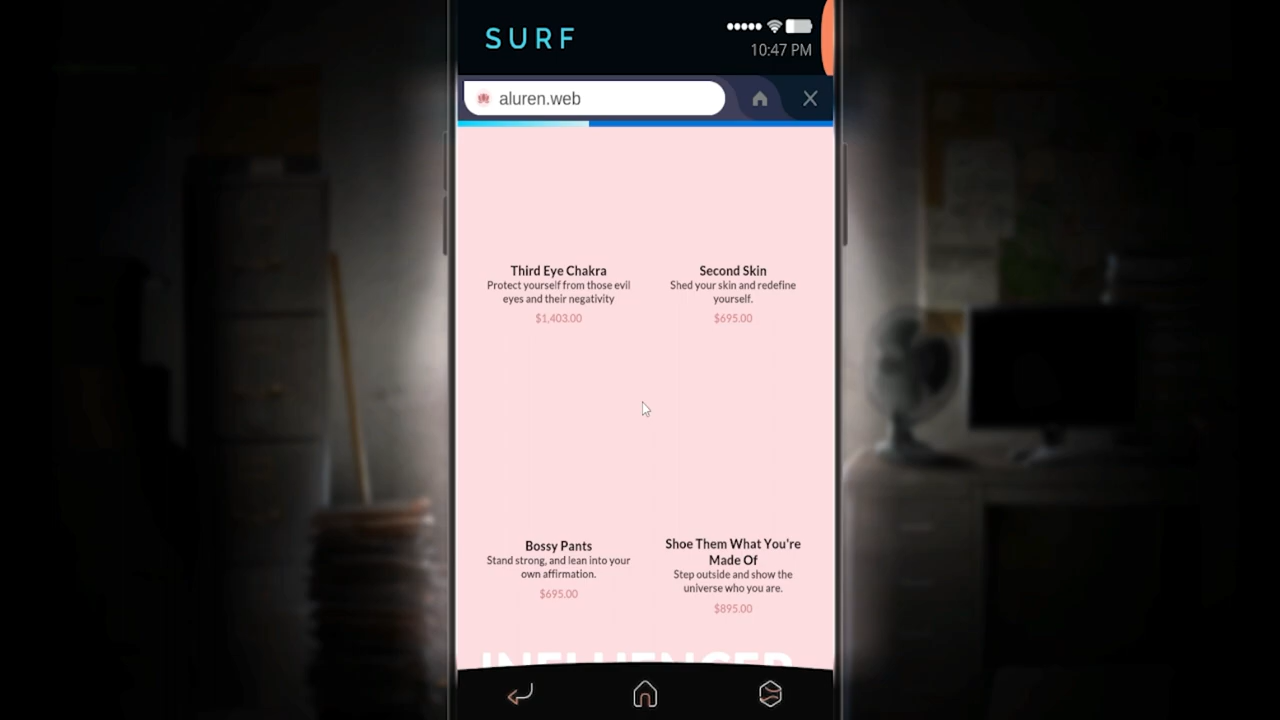 SURF
10:47 PM
aluren.web
Third Eye Chakra
Protect yourself from those evil
eyes and their negativity
$1,403.00
Second Skin
Shed your skin and redefine
yourself.
$695.00
Bossy Pants
Stand strong, and lean into your
own affirmation.
$695.00
Shoe Them What You're
Made Of
Step outside and show the
universe who you are.
$895.00
INFLUENCER